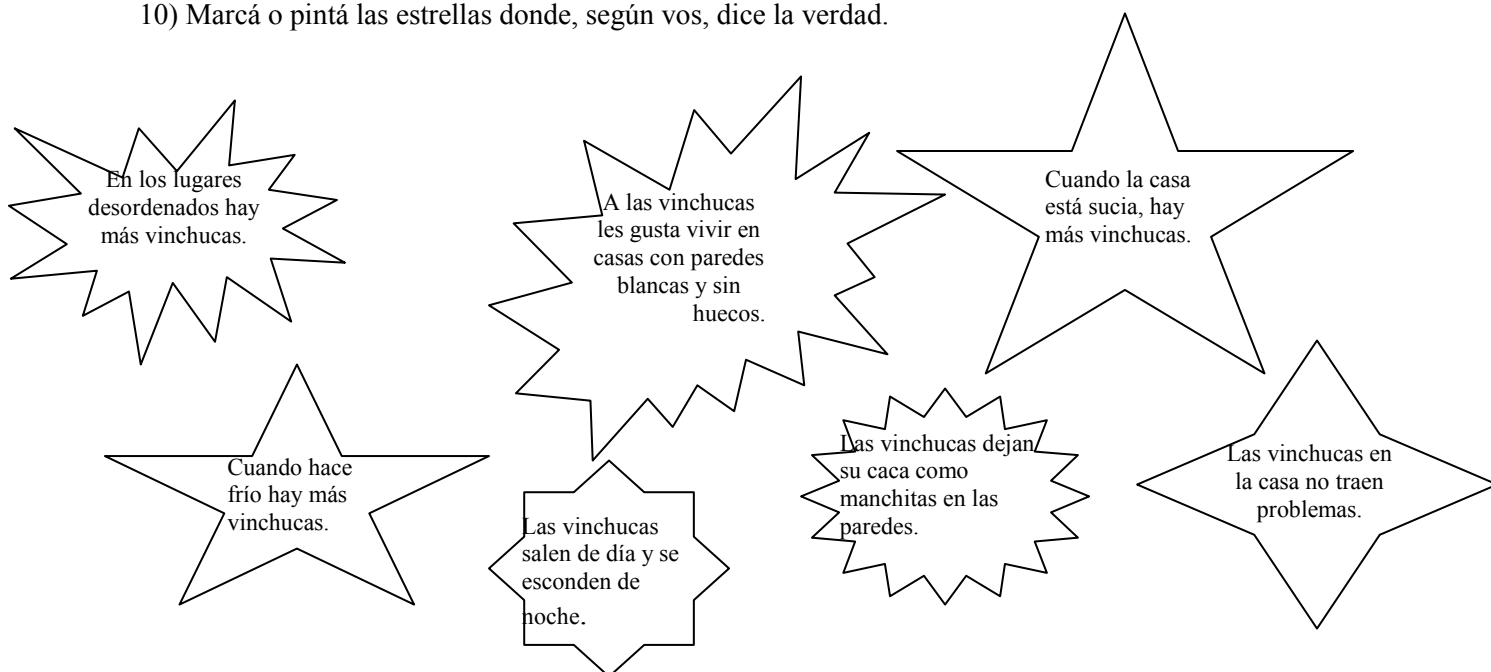 10) Marcá o pintá las estrellas donde, según vos, dice la verdad.
En los lugares
desordenados hay
más vinchucas.
A las vinchucas
les gusta vivir en
casas con paredes
blancas y sin
huecos.
Cuando la casa
está sucia, hay
más vinchucas.
Cuando hace
frío hay más
vinchucas.
Las vinchucas
salen de día y se
esconden de
noche.
Las vinchucas dejan
su caca como
manchitas en las
paredes.
Las vinchucas en
la casa no traen
problemas.